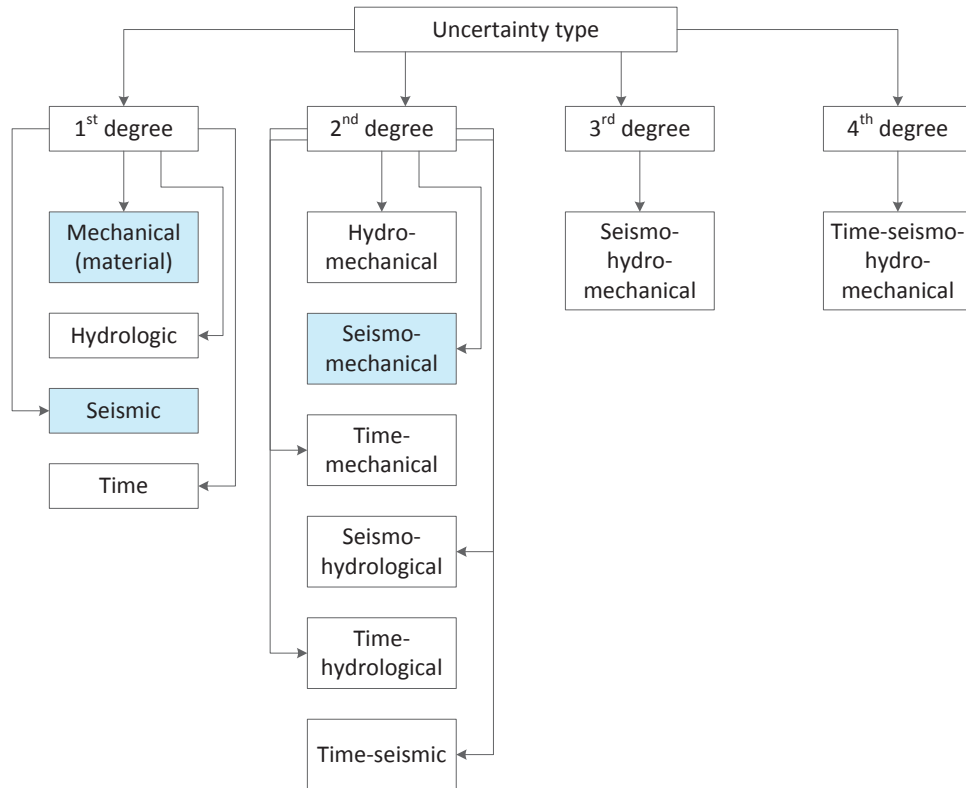 Uncertainty type
1st degree
2nd degree
3rd degree
4th degree
Mechanical
(material)
Hydrologic
Seismic
Time
Hydro-
mechanical
Seismo-
mechanical
Time-
mechanical
Seismo-
hydrological
Time-
hydrological
Time-seismic
Seismo-
hydro-
mechanical
Time-seismo-
hydro-
mechanical